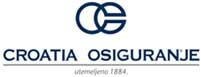 CROATIA OSIGURANJE
utemeljeno 1884.